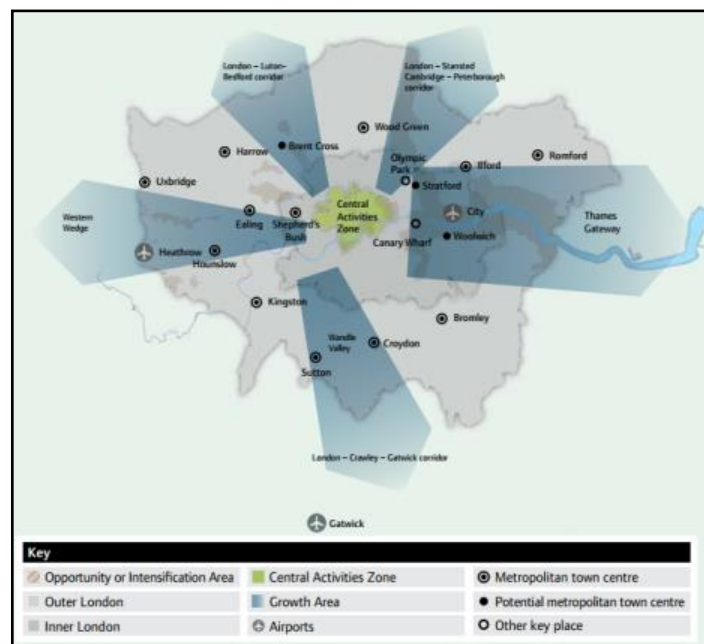 London – Luton-
Bedford corridor
London – Stansted
Cambridge – Peterborough
corridor
Wood Green
Harrow
Brent Cross
Romford
Olympic
Park
Ilford
Uxbridge
Stratford
Central
Activities
Zone
Western
Wedge
Ealing
Shepherd's
Bush
City
Thames
Gateway
Canary Wharf
Woolwich
Heathrow
Hounslow
Kingston
Bromley
Wandle
Valley
Croydon
Sutton
London – Crawley – Gatwick corridor
Gatwick
Key
Opportunity or Intensification Area
Central Activities Zone
Metropolitan town centre
Outer London
Growth Area
Potential metropolitan town centre
Inner London
Airports
Other key place